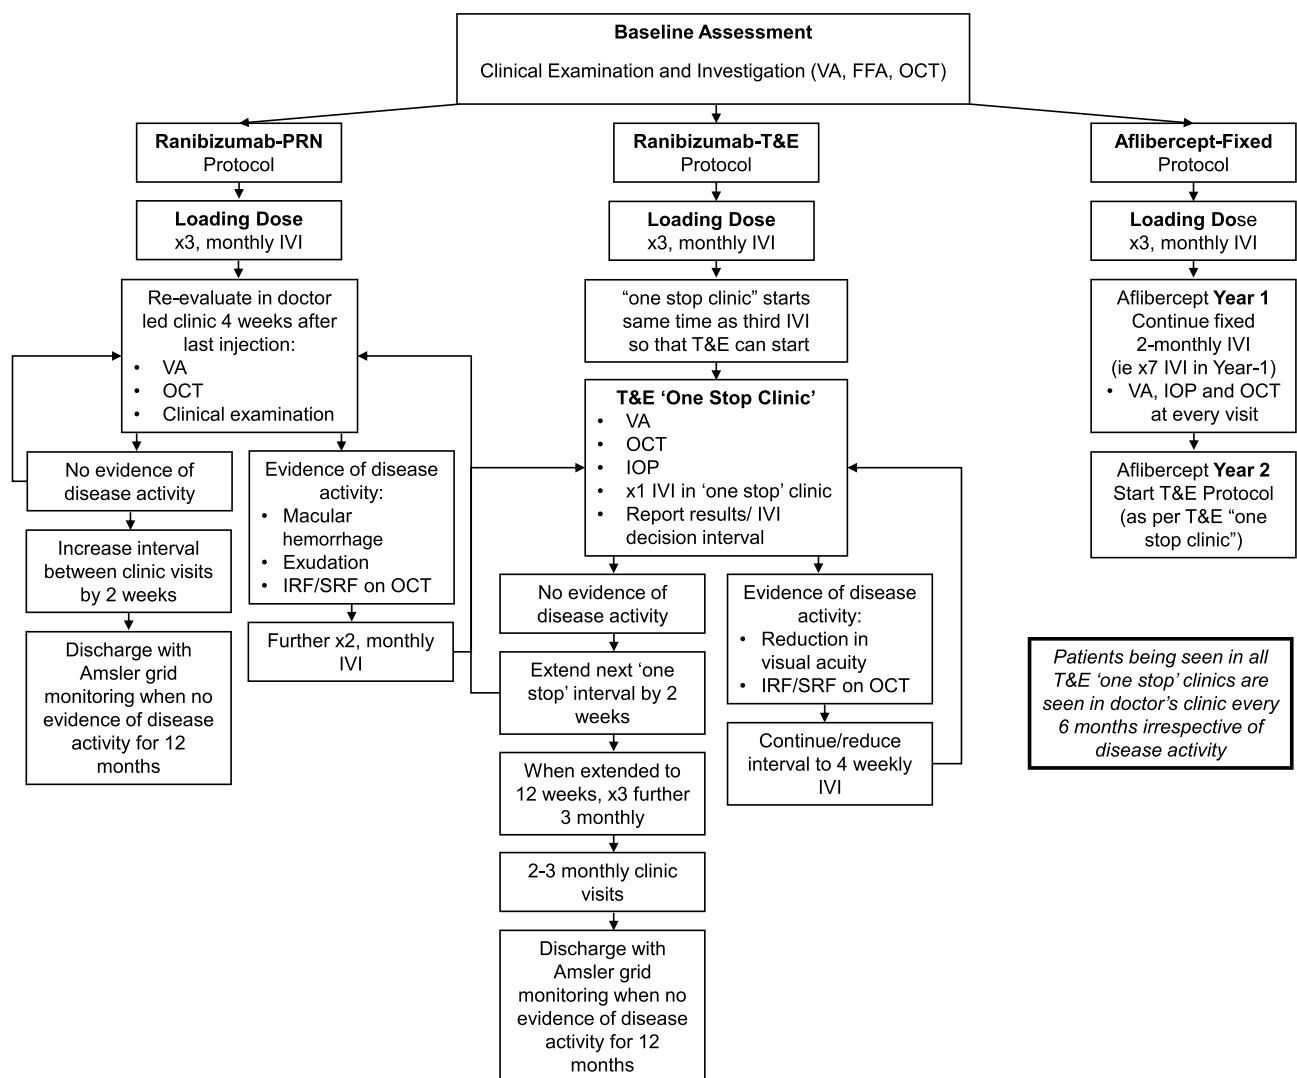 Baseline Assessment
Clinical Examination and Investigation (VA, FFA, OCT)
Ranibizumab-PRN
Protocol
Loading Dose
x3, monthly IVI
Re-evaluate in doctor
led clinic 4 weeks after
last injection:
• VA
• OCT
• Clinical examination
No evidence of
disease activity
Increase interval
between clinic visits
by 2 weeks
Discharge with
Amsler grid
monitoring when no
evidence of disease
activity for 12
months
Evidence of disease
activity:
• Macular
hemorrhage
• Exudation
• IRF/SRF on OCT
Further x2, monthly
IVI
Ranibizumab-T&E
Protocol
Loading Dose
x3, monthly IVI
“one stop clinic” starts
same time as third IVI
so that T&E can start
T&E ‘One Stop Clinic’
• VA
• OCT
• IOP
• x1 IVI in ‘one stop’ clinic
• Report results/ IVI
decision interval
No evidence of
disease activity
Extend next ‘one
stop’ interval by 2
weeks
When extended to
12 weeks, x3 further
3 monthly
2-3 monthly clinic
visits
Discharge with
Amsler grid
monitoring when no
evidence of disease
activity for 12
months
Evidence of disease
activity:
• Reduction in
visual acuity
• IRF/SRF on OCT
Continue/reduce
interval to 4 weekly
IVI
Aflibercept-Fixed
Protocol
Loading Dose
x3, monthly IVI
Aflibercept Year 1
Continue fixed
2-monthly IVI
(ie x7 IVI in Year-1)
• VA, IOP and OCT
at every visit
Aflibercept Year 2
Start T&E Protocol
(as per T&E “one
stop clinic”)
Patients being seen in all
T&E ‘one stop’ clinics are
seen in doctor’s clinic every
6 months irrespective of
disease activity